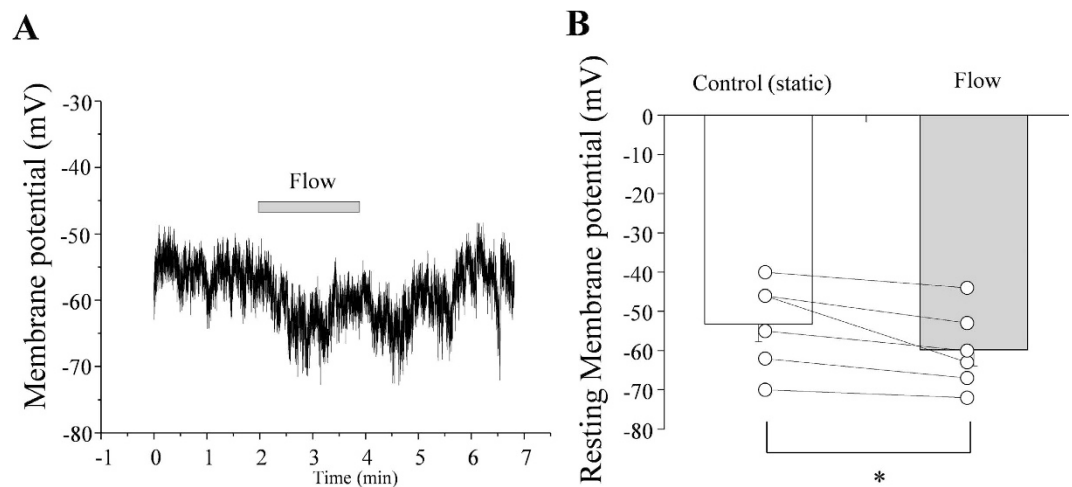 A
Membrane potential (mV)
-30
-40
-50
-60
-70
-80
Flow
-1 0 1 2 3 4 5 6 7
Time (min)
B
Resting Membrane potential (mV)
Control (static) Flow
0
-10
-20
-30
-40
-50
-60
-70
-80
*